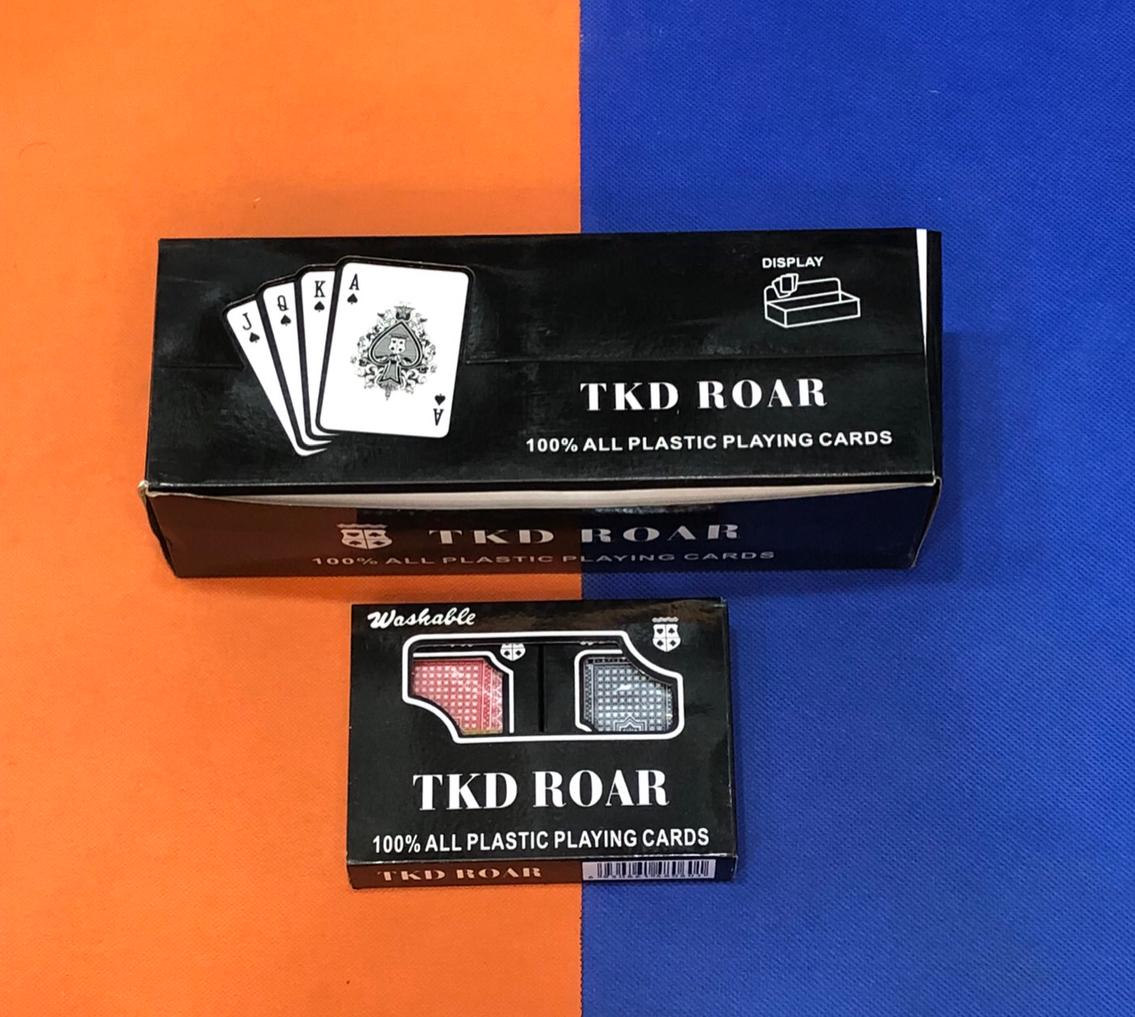 J
Q
K
A
A
DISPLAY
TKD ROAR
100% ALL PLASTIC PLAYING CARDS
TKD ROAR
100% ALL PLASTIC PLAYING CARDS
Washable
TKD ROAR
100% ALL PLASTIC PLAYING CARDS
TKD ROAR